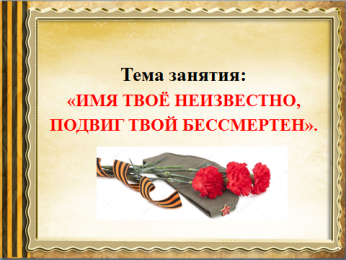 Тема занятия:
«ИМЯ ТВОЁ НЕИЗВЕСТНО,
ПОДВИГ ТВОЙ БЕССМЕРТЕН».